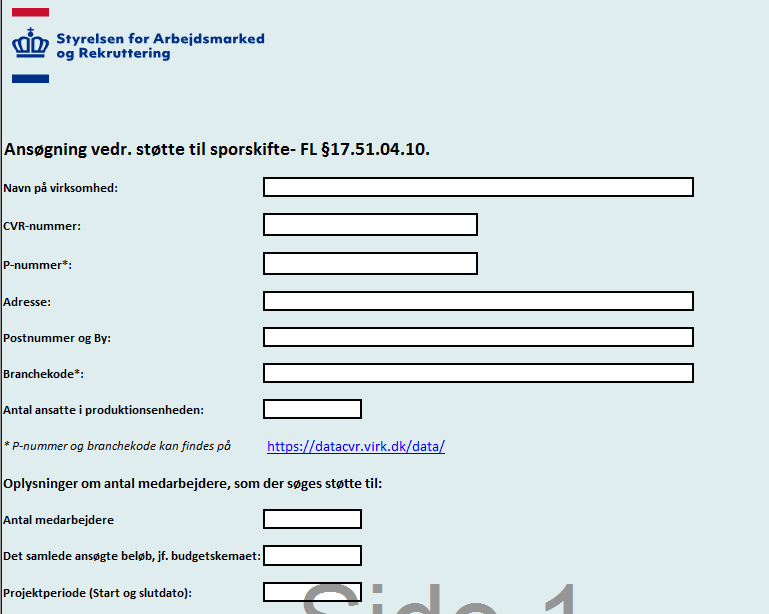 Styrelsen for Arbejdsmarked
og Rekruttering
Ansøgning vedr. støtte til sporskifte- FL §17.51.04.10.
Navn på virksomhed:
CVR-nummer:
P-nummer*:
Adresse:
Postnummer og By:
Branchekode*:
Antal ansatte i produktionsenheden:
* P-nummer og branchekode kan findes på https://datacvr.virk.dk/data/
Oplysninger om antal medarbejdere, som der søges støtte til:
Antal medarbejdere
Det samlede ansøgte beløb, jf. budgetskemaet:
Projektperiode (Start og slutdato):
Side 1